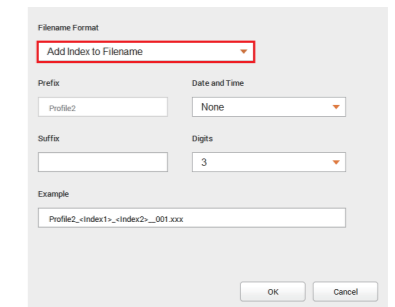 Filename Format
Add Index to Filename
Prefix Date and Time
Profile2 None
Suffix Digits
3
Example
Profile2_<Index1>_<Index2>__001.xxx
OK Cancel